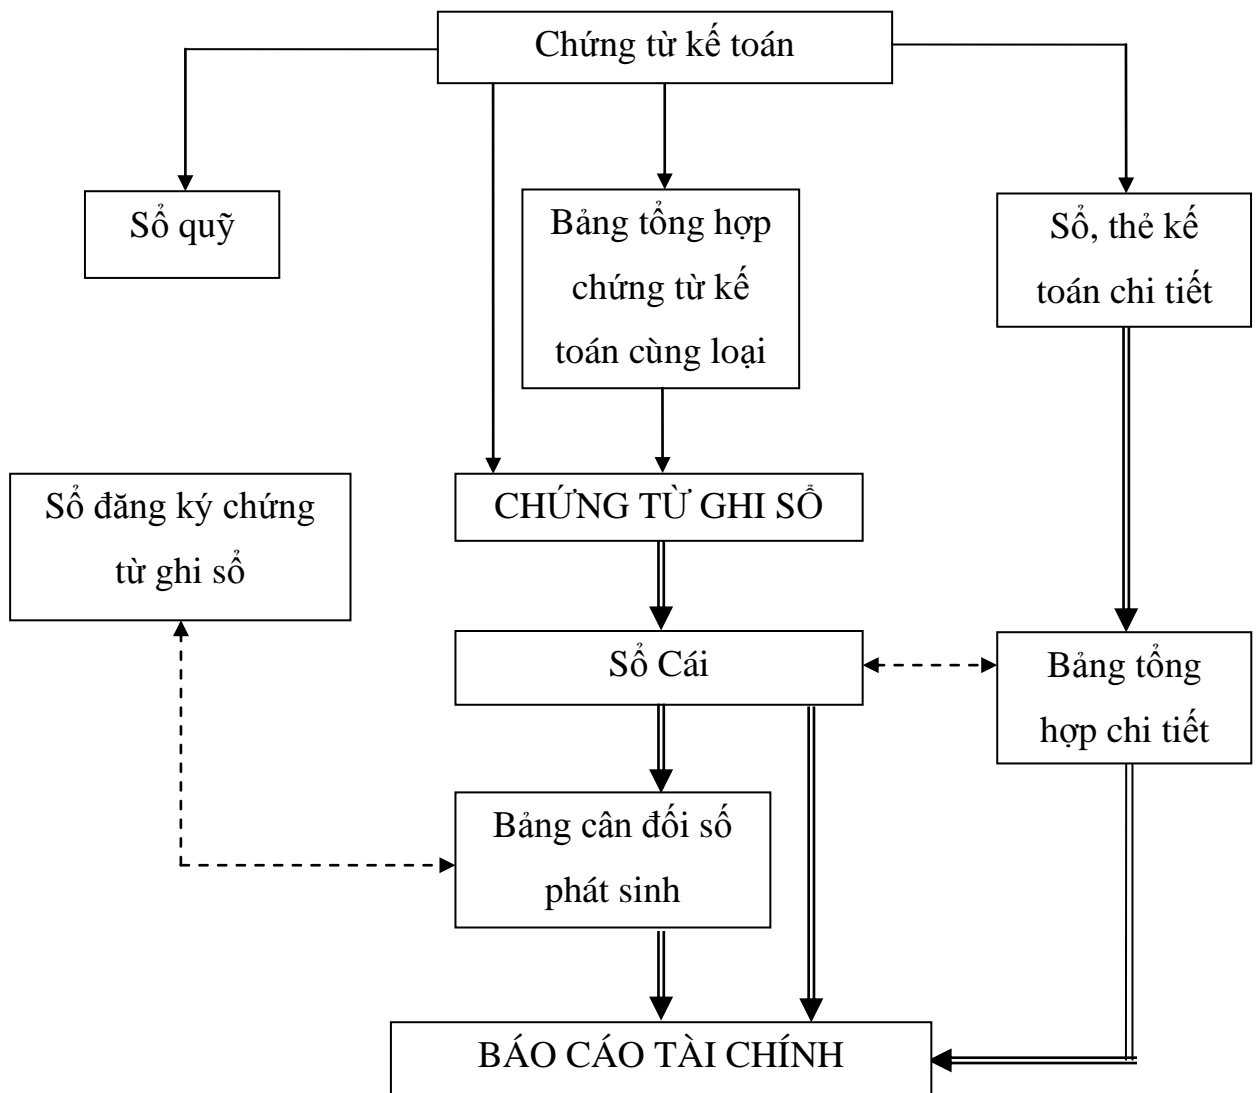 Chứng từ kế toán
Sổ quỹ
Bảng tổng hợp
chứng từ kế
toán cùng loại
Sổ, thẻ kế
toán chi tiết
Sổ đăng ký chứng
từ ghi sổ
CHỨNG TỪ GHI SỔ
Sổ Cái
Bảng tổng
hợp chi tiết
Bảng cân đối số
phát sinh
BÁO CÁO TÀI CHÍNH